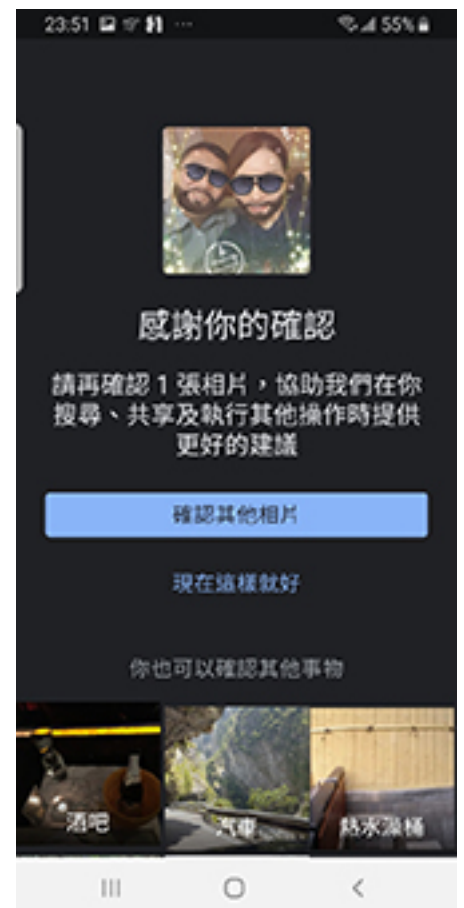 23:51
55%
感謝你的確認
請再確認 1 張相片，協助我們在你
搜尋、共享及執行其他操作時提供
更好的建議
確認其他相片
現在這樣就好
你也可以確認其他事物
酒吧
汽車
熱水澡桶